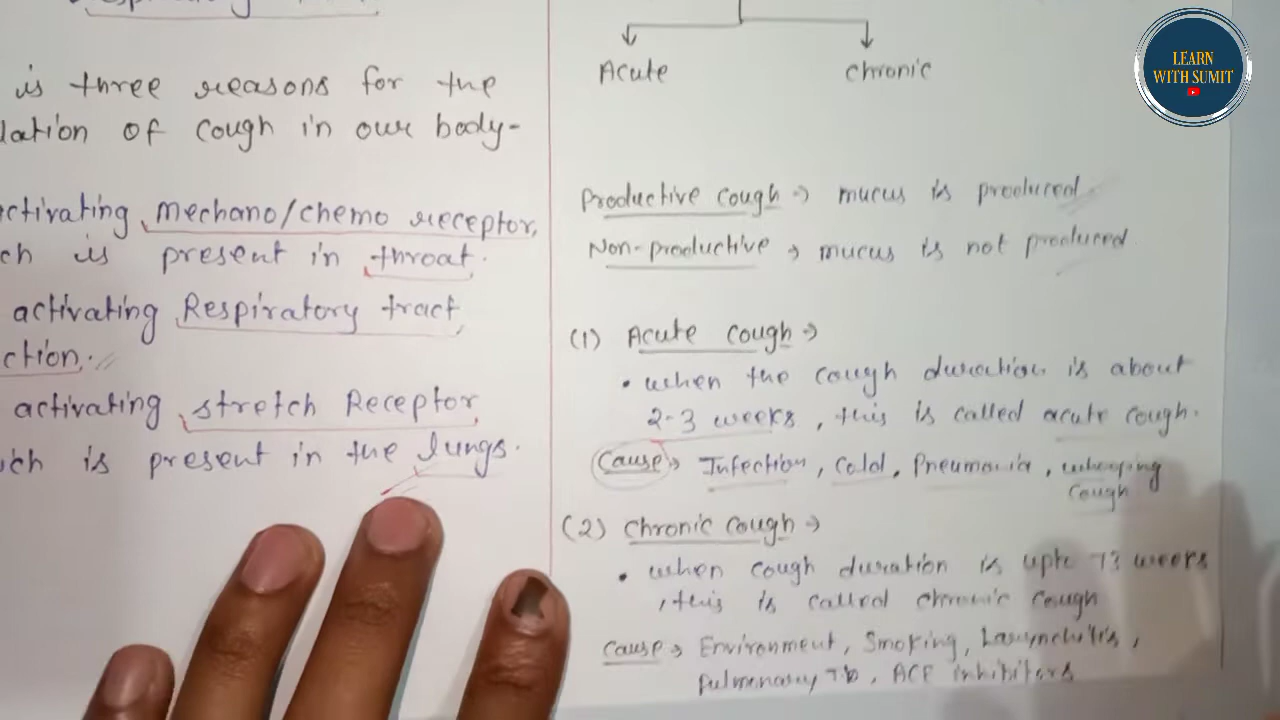 is three reasons for the
lation of cough in our body-
ctivating Mechano/chemo receptor,
ch is present in throat.
activating Respiratory tract
ction.
activating stretch Receptor
ch is present in the lungs.
Acute
chronic
Productive cough → mucus is produced
Non-productive → mucus is not produced
(1) Acute cough →
• when the cough duration is about
2-3 weeks, this is called acute cough.
Cause → Infection, Cold, Pneumonia, whooping
cough
(2) Chronic cough →
• when cough duration is upto 73 weeks
, this is called chronic cough
Cause → Environment, Smoking,
Pulmonary Tb, ACE inhibitors
LEARN
WITH SUMIT